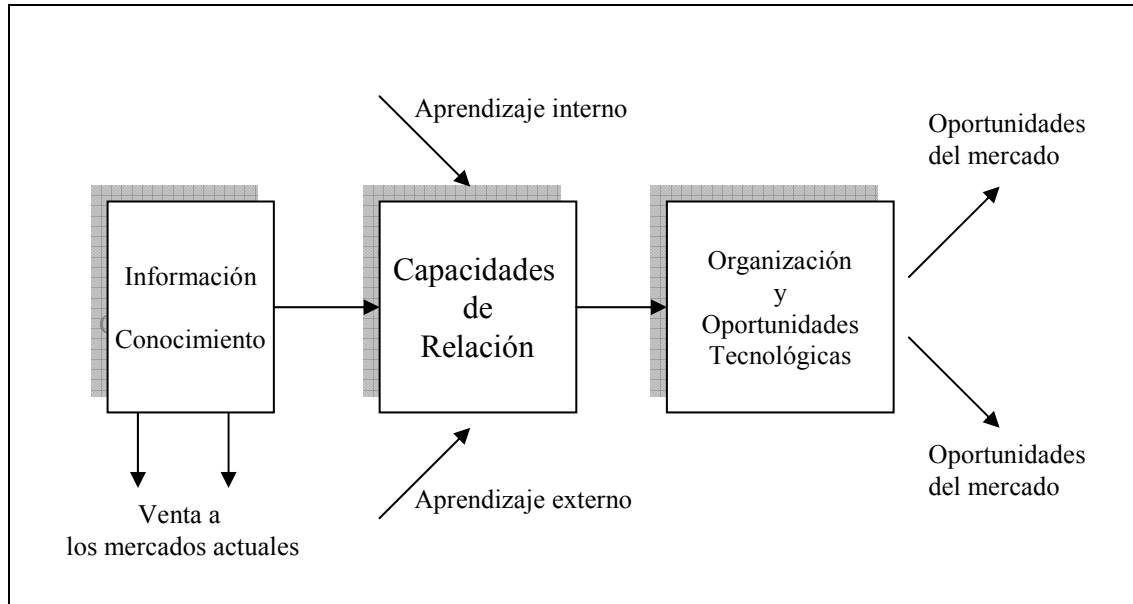 Aprendizaje interno
Oportunidades
del mercado
Información
Conocimiento
Capacidades
de
Relación
Organización
y
Oportunidades
Tecnológicas
Venta a
los mercados actuales
Aprendizaje externo
Oportunidades
del mercado